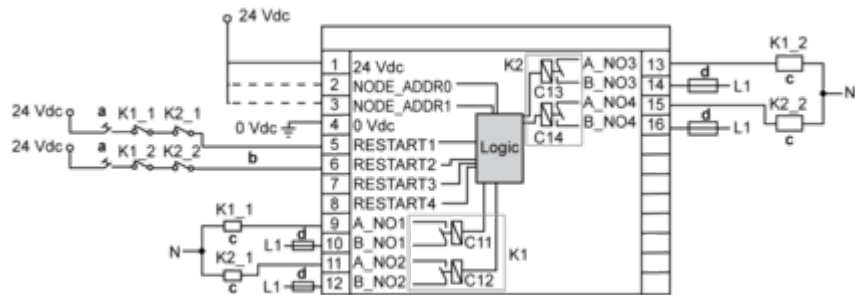 24 Vdc
1 24 Vdc
2 NODE_ADDR0
3 NODE_ADDR1
4 0 Vdc
5 RESTART1
6 RESTART2
7 RESTART3
8 RESTART4
9 A_NO1
10 B_NO1
11 A_NO2
12 B_NO2
K2
A_NO3 13
B_NO3 14
A_NO4 15
B_NO4 16
C13
C14
Logic
C11
C12
K1
24 Vdc a K1_1 K2_1
0 Vdc
24 Vdc a K1_2 K2_2
b
K1_1
c
d
L1
N
K2_1
c
d
L1
K1_2
c
d
L1
N
K2_2
c
d
L1